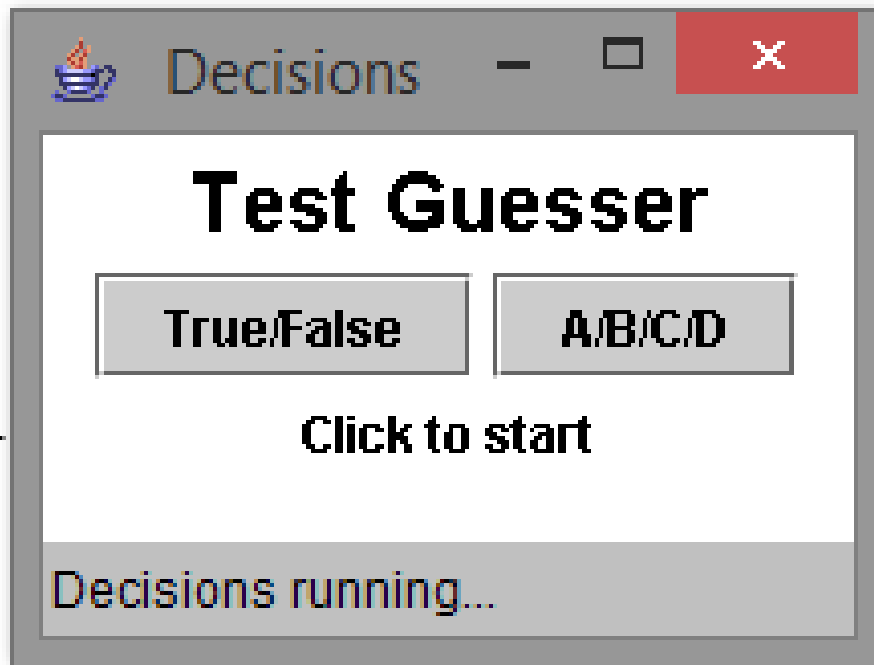 Decisions
Test Guesser
True/False A/B/C/D
Click to start
Decisions running...